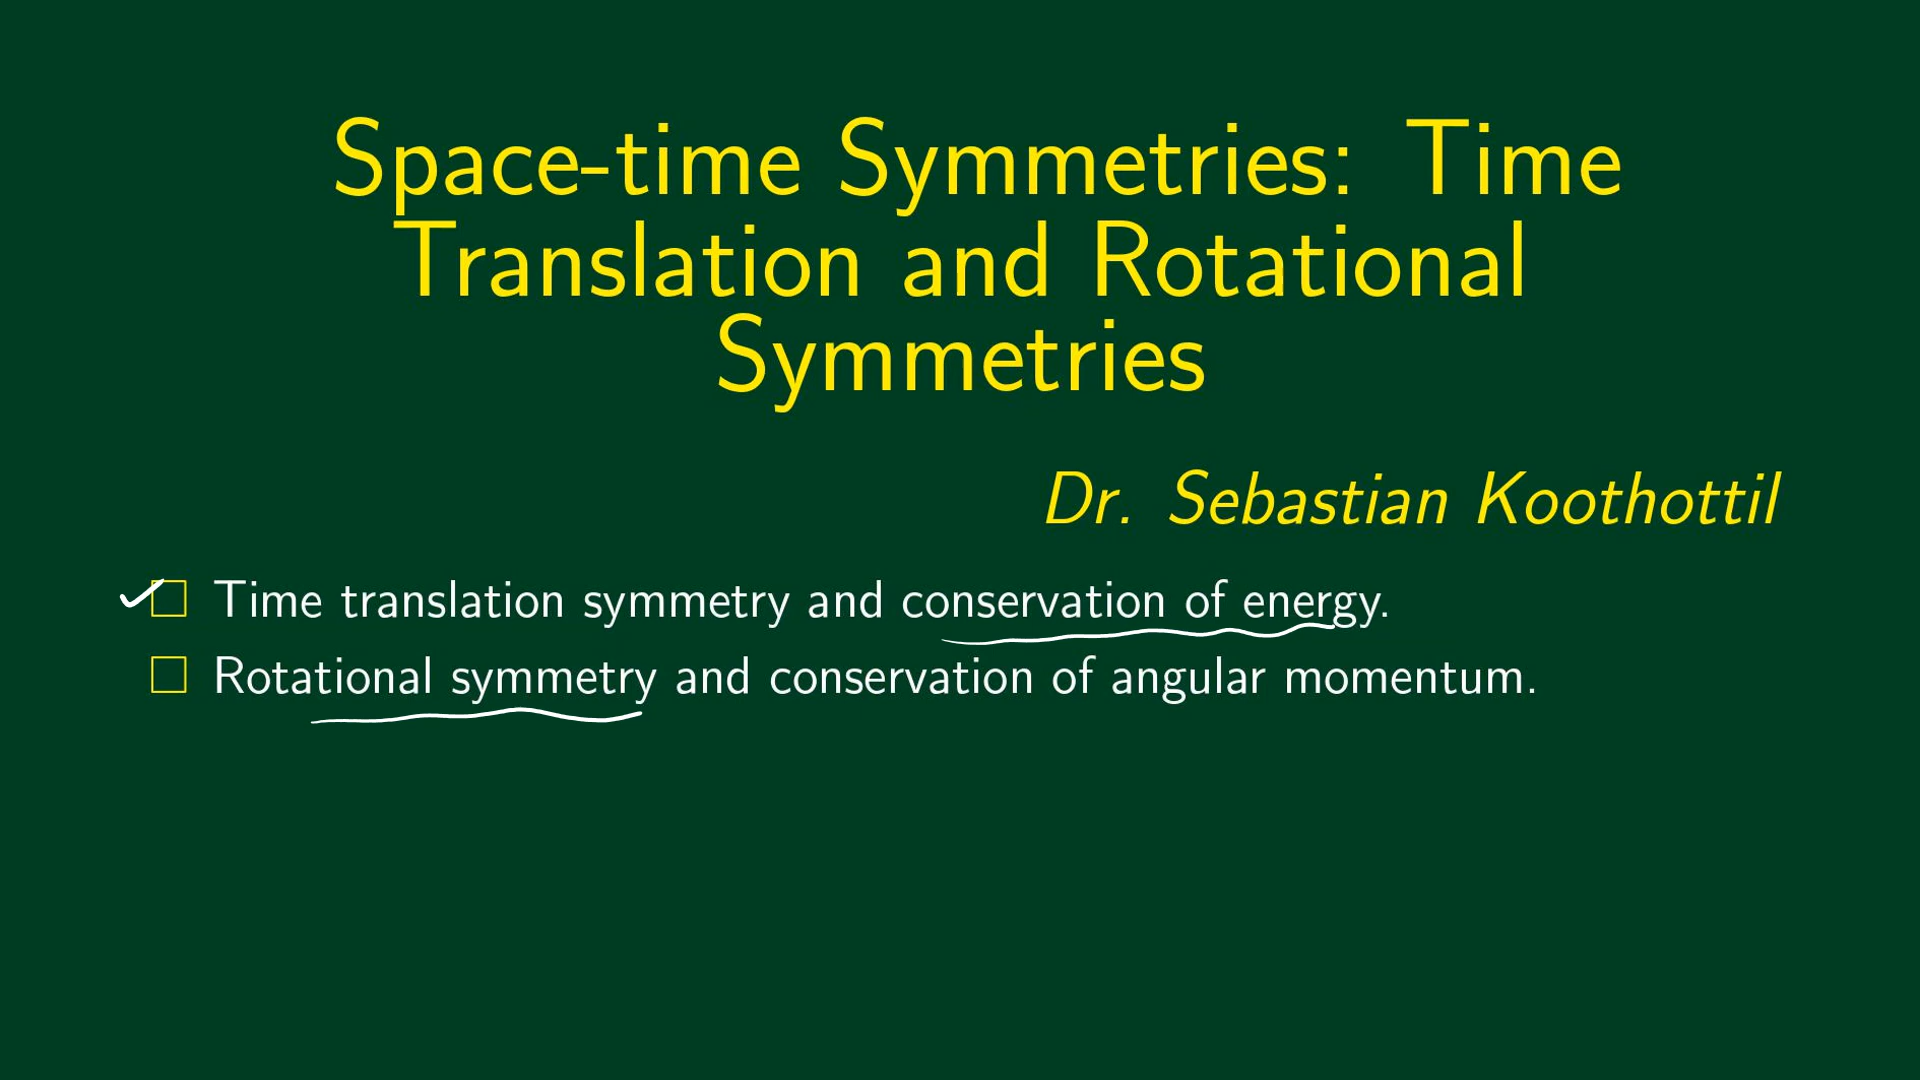 Space-time Symmetries: Time
Translation and Rotational
Symmetries
Dr. Sebastian Koothottil
Time translation symmetry and conservation of energy.
Rotational symmetry and conservation of angular momentum.